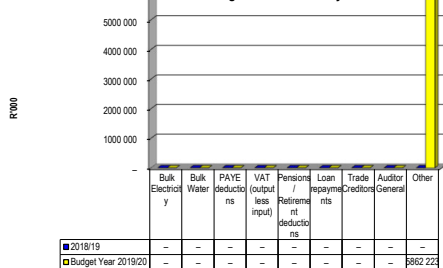 5000 000
4000 000
3000 000
2000 000
1000 000
–
R'000
Bulk Electricit y
Bulk Water
PAYE deductio ns
VAT (output less input)
Pensions / Retireme nt deductio ns
Loan repayme nts
Trade Creditors
Auditor General
Other
2018/19 – – – – – – – – –
Budget Year 2019/20 – – – – – – – – 5862 223